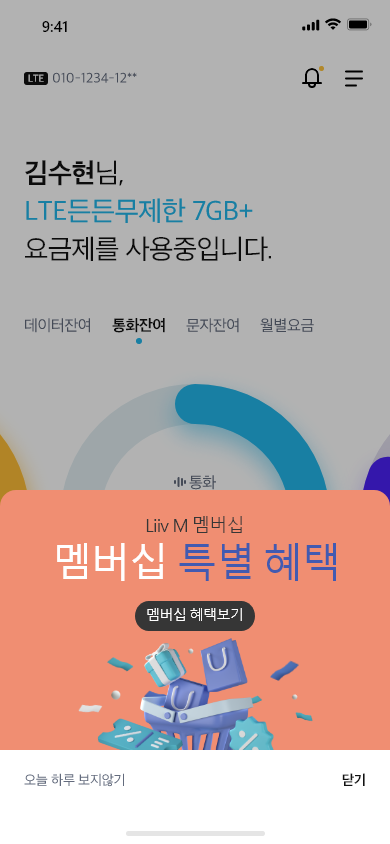 9:41
LTE 010-1234-12**
김수현님,
LTE든든무제한 7GB+
요금제를 사용중입니다.
데이터잔여 통화잔여 문자잔여 월별요금
통화
Liiv M 멤버십
멤버십 특별 혜택
멤버십 혜택보기
오늘 하루 보지않기 닫기